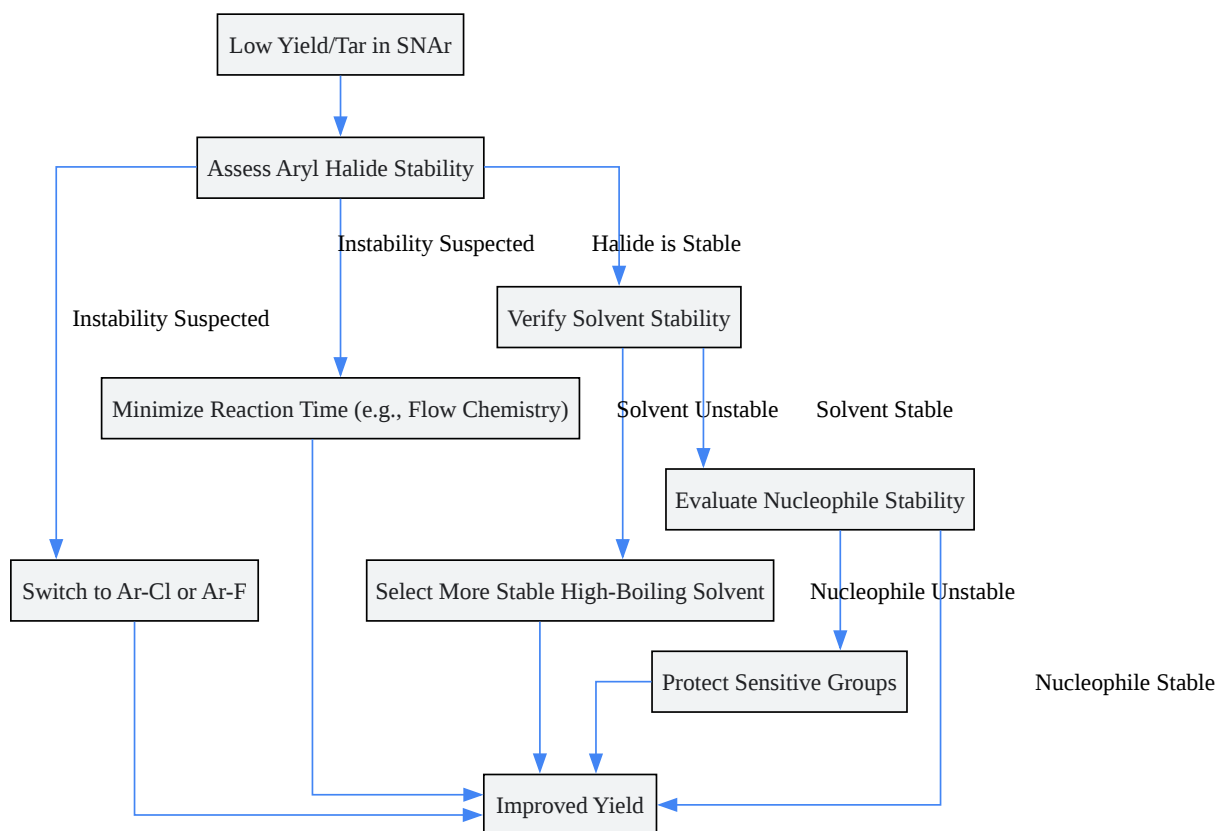 Low Yield/Tar in SNAr
Assess Aryl Halide Stability
Instability Suspected
Halide is Stable
Instability Suspected
Verify Solvent Stability
Minimize Reaction Time (e.g., Flow Chemistry)
Solvent Unstable
Solvent Stable
Evaluate Nucleophile Stability
Switch to Ar-Cl or Ar-F
Select More Stable High-Boiling Solvent
Nucleophile Unstable
Protect Sensitive Groups
Nucleophile Stable
Improved Yield